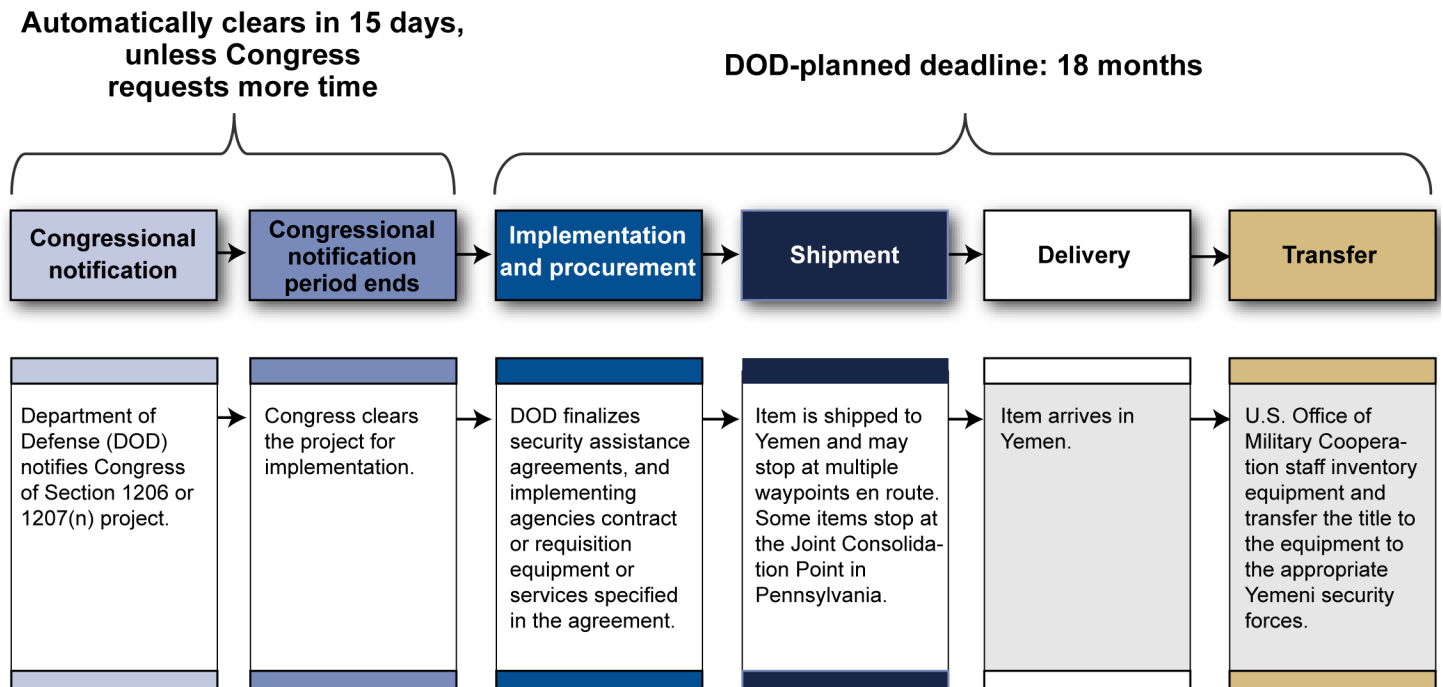 Automatically clears in 15 days,
unless Congress
requests more time
DOD-planned deadline: 18 months
Congressional
notification
Congressional
notification
period ends
Implementation
and procurement
Shipment
Delivery
Transfer
Department of
Defense (DOD)
notifies Congress
of Section 1206 or
1207(n) project.
Congress clears
the project for
implementation.
DOD finalizes
security assistance
agreements, and
implementing
agencies contract
or requisition
equipment or
services specified
in the agreement.
Item is shipped to
Yemen and may
stop at multiple
waypoints en route.
Some items stop at
the Joint Consolida-
tion Point in
Pennsylvania.
Item arrives in
Yemen.
U.S. Office of
Military Coopera-
tion staff inventory
equipment and
transfer the title to
the equipment to
the appropriate
Yemeni security
forces.